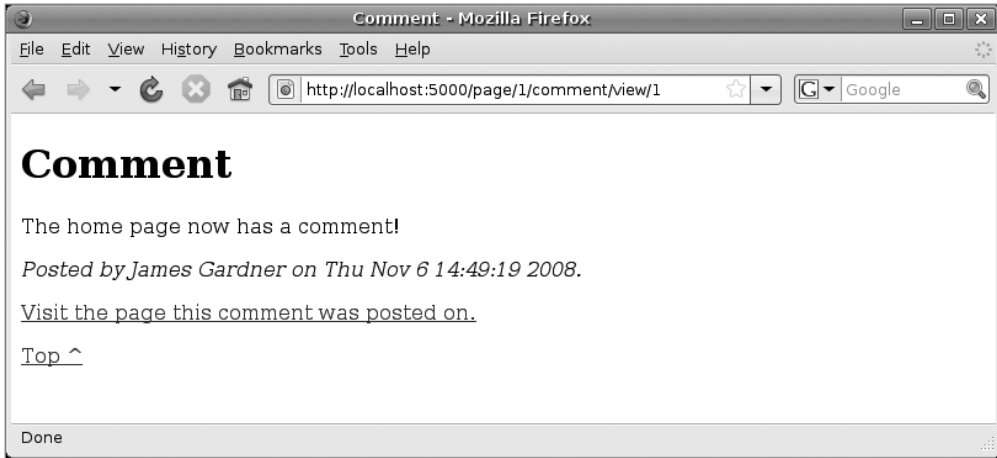 Comment - Mozilla Firefox
File Edit View History Bookmarks Tools Help
http://localhost:5000/page/1/comment/view/1 G Google
Comment
The home page now has a comment!
Posted by James Gardner on Thu Nov 6 14:49:19 2008.
Visit the page this comment was posted on.
Top ^
Done